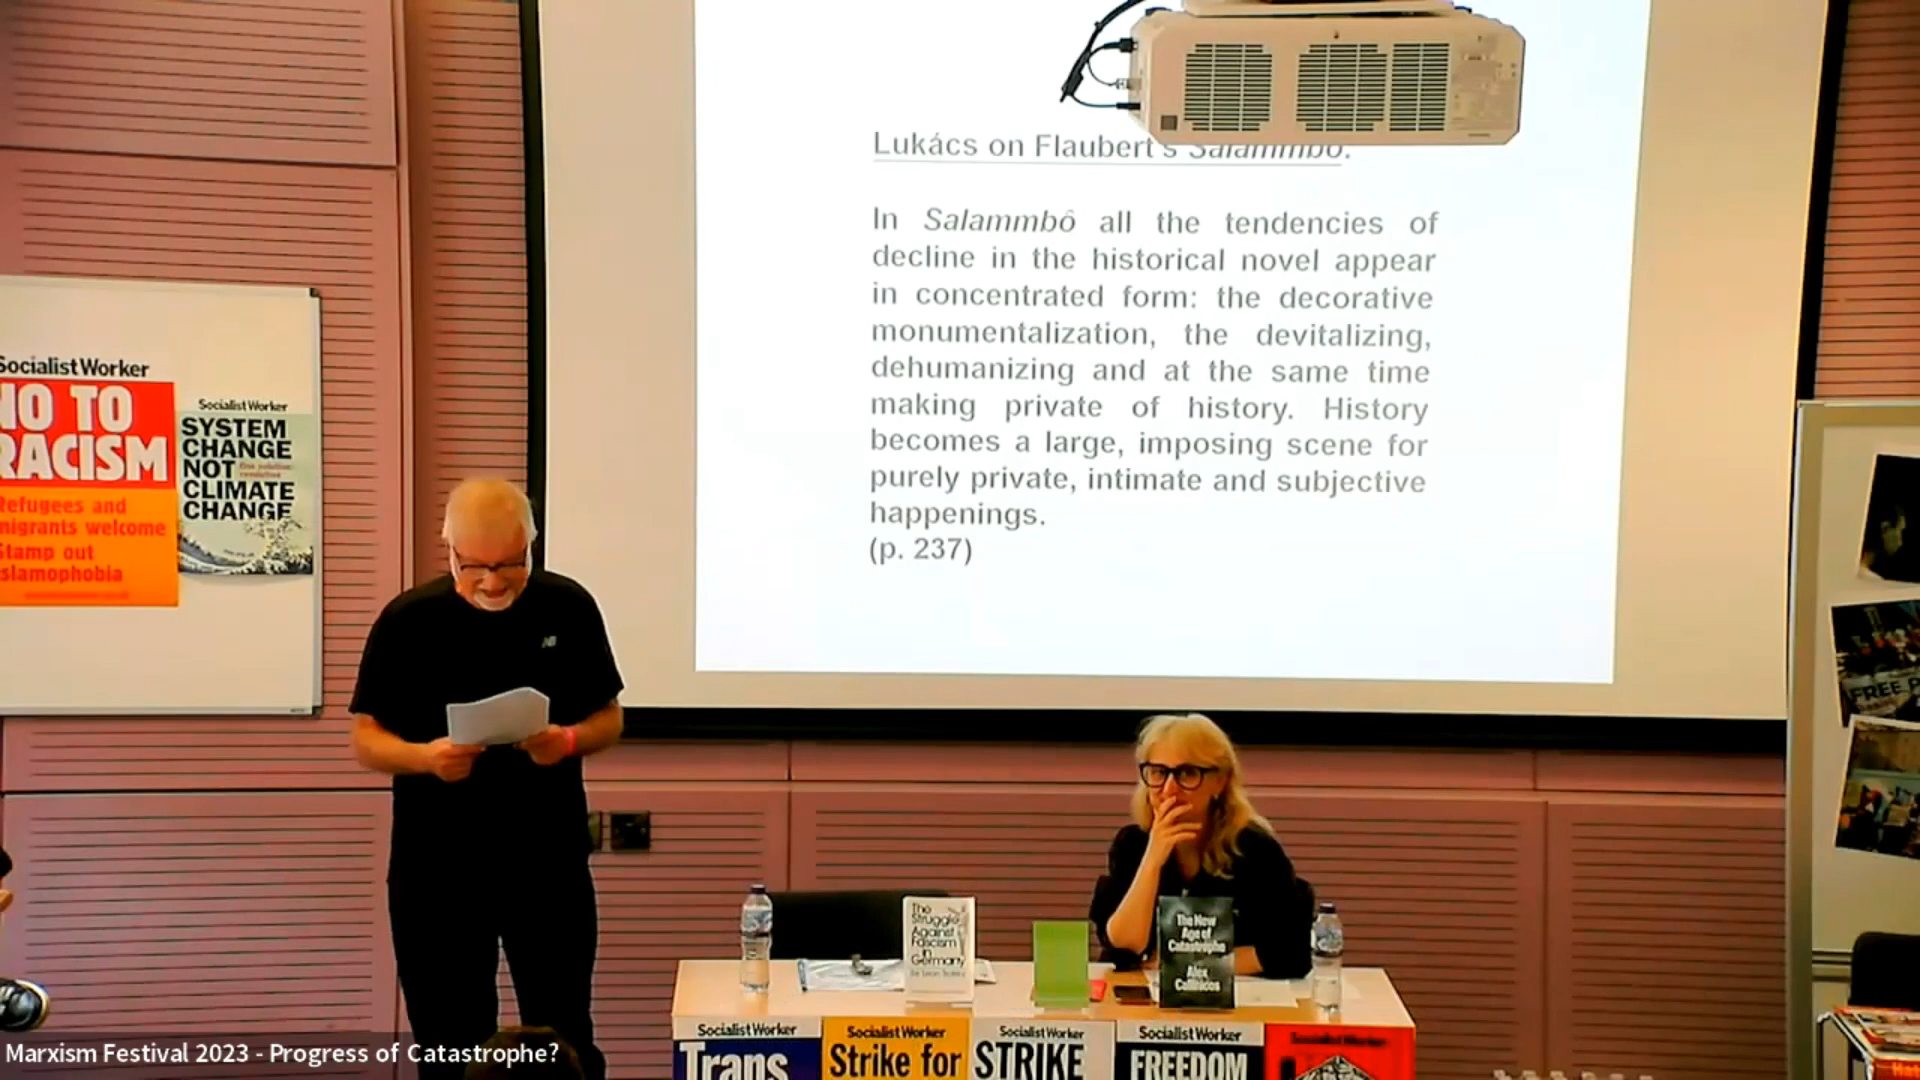 Lukács on Flaubert's Salammbô.
In Salammbô all the tendencies of
decline in the historical novel appear
in concentrated form: the decorative
monumentalization, the devitalizing,
dehumanizing and at the same time
making private of history. History
becomes a large, imposing scene for
purely private, intimate and subjective
happenings.
(p. 237)
Socialist Worker
NO TO
RACISM
Refugees and
migrants welcome
Stamp out
Islamophobia
Socialist Worker
SYSTEM
CHANGE
NOT
CLIMATE
CHANGE
FREE P
The
Struggle
Against
Fascism
in
Germany
The New
Age of
Catastrophe
Alex
Callinicos
Socialist Worker
Trans
Socialist Worker
Strike for
Socialist Worker
STRIKE
Socialist Worker
FREEDOM
Socialist Worker
Marxism Festival 2023 - Progress of Catastrophe?